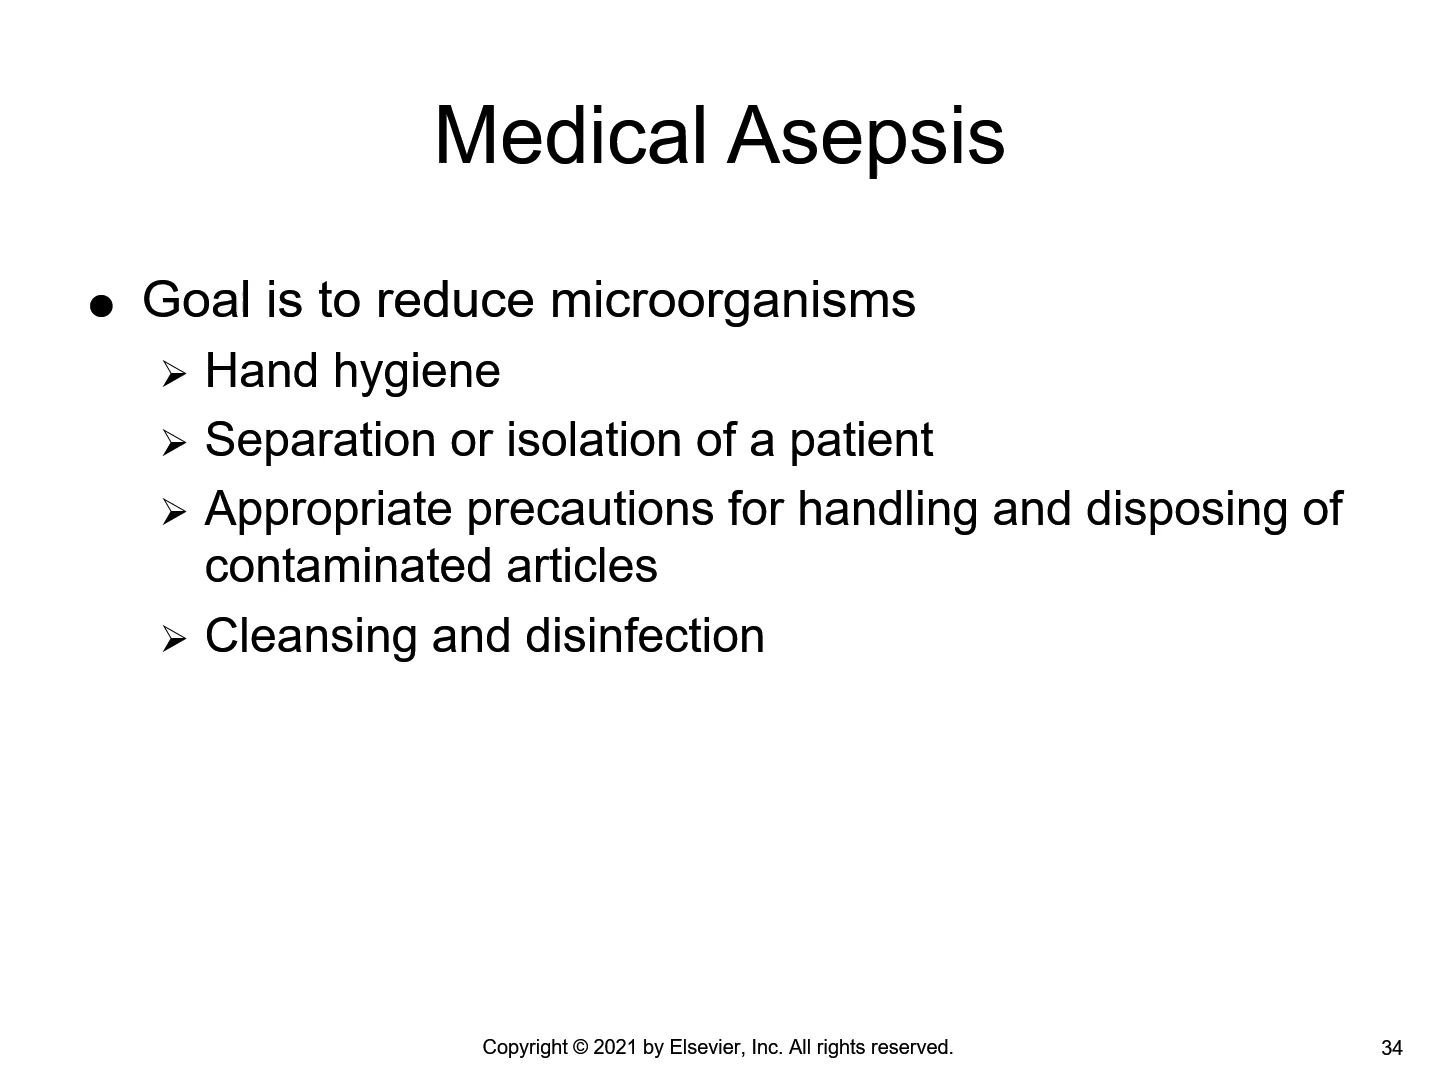 Medical Asepsis
● Goal is to reduce microorganisms
➢ Hand hygiene
➢ Separation or isolation of a patient
➢ Appropriate precautions for handling and disposing of
contaminated articles
➢ Cleansing and disinfection
Copyright © 2021 by Elsevier, Inc. All rights reserved.
34